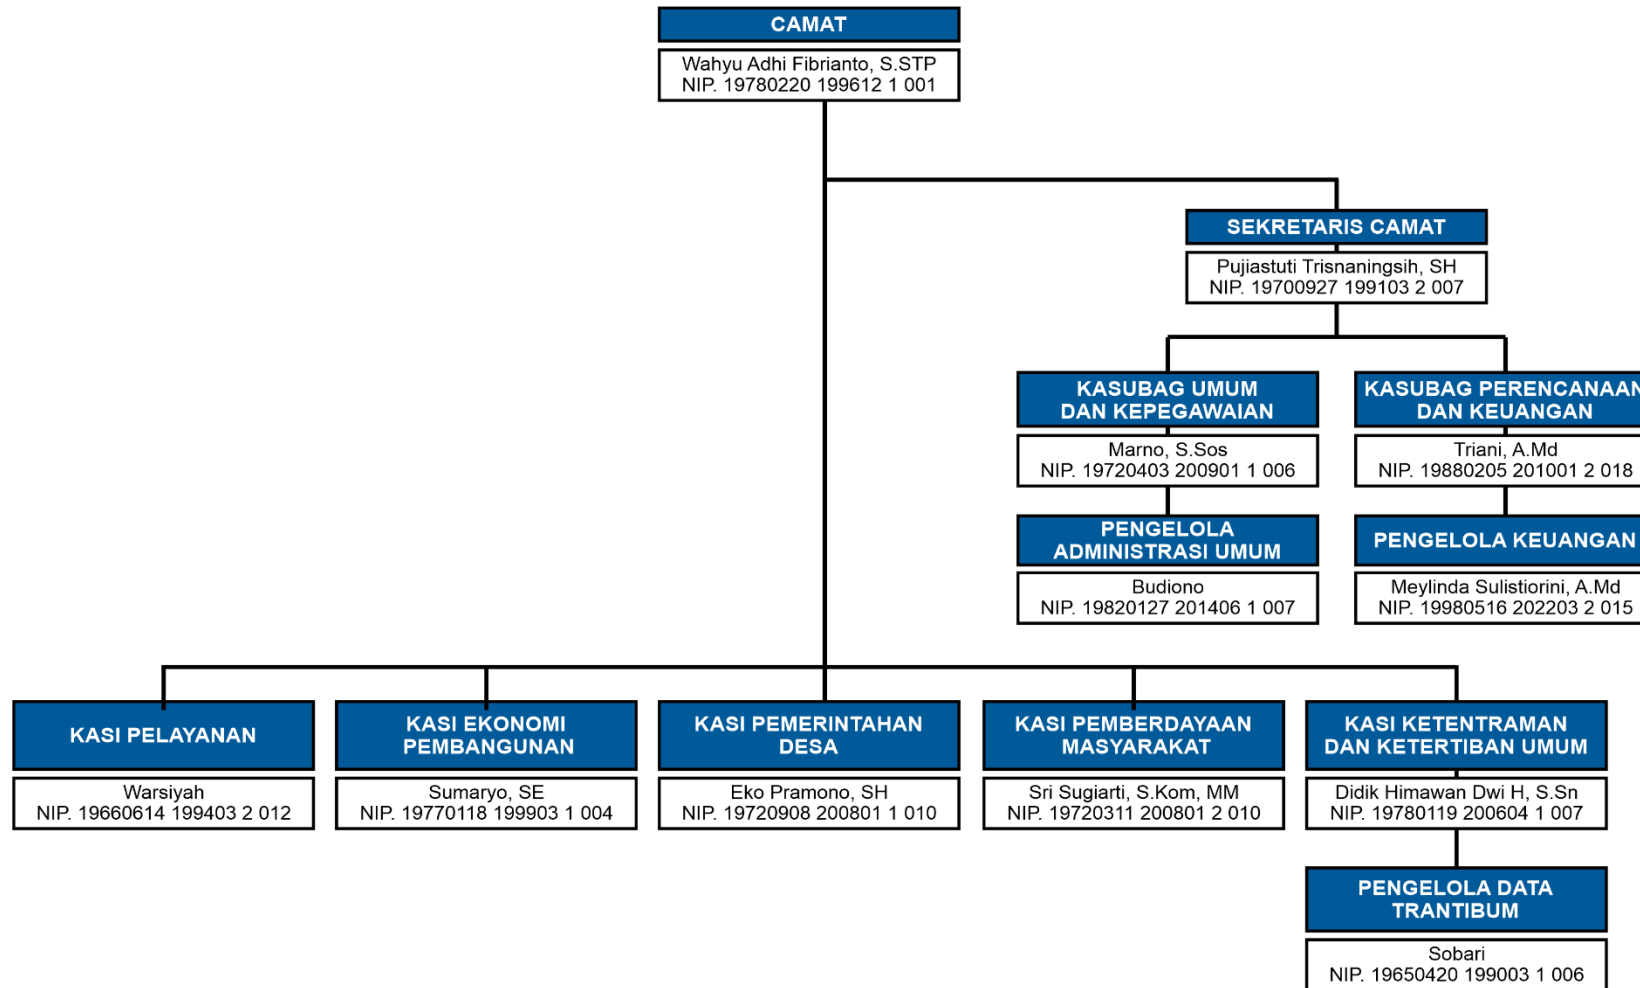 CAMAT
Wahyu Adhi Fibrianto, S.STP
NIP. 19780220 199612 1 001
SEKRETARIS CAMAT
Pujiastuti Trisnaningsih, SH
NIP. 19700927 199103 2 007
KASUBAG UMUM
DAN KEPEGAWAIAN
Marno, S.Sos
NIP. 19720403 200901 1 006
KASUBAG PERENCANAAN
DAN KEUANGAN
Triani, A.Md
NIP. 19880205 201001 2 018
PENGELOLA
ADMINISTRASI UMUM
Budiono
NIP. 19820127 201406 1 007
PENGELOLA KEUANGAN
Meylinda Sulistiorini, A.Md
NIP. 19980516 202203 2 015
KASI PELAYANAN
Warsiyah
NIP. 19660614 199403 2 012
KASI EKONOMI
PEMBANGUNAN
Sumaryo, SE
NIP. 19770118 199903 1 004
KASI PEMERINTAHAN
DESA
Eko Pramono, SH
NIP. 19720908 200801 1 010
KASI PEMBERDAYAAN
MASYARAKAT
Sri Sugiarti, S.Kom, MM
NIP. 19720311 200801 2 010
KASI KETENTRAMAN
DAN KETERTIBAN UMUM
Didik Himawan Dwi H, S.Sn
NIP. 19780119 200604 1 007
PENGELOLA DATA
TRANTIBUM
Sobari
NIP. 19650420 199003 1 006